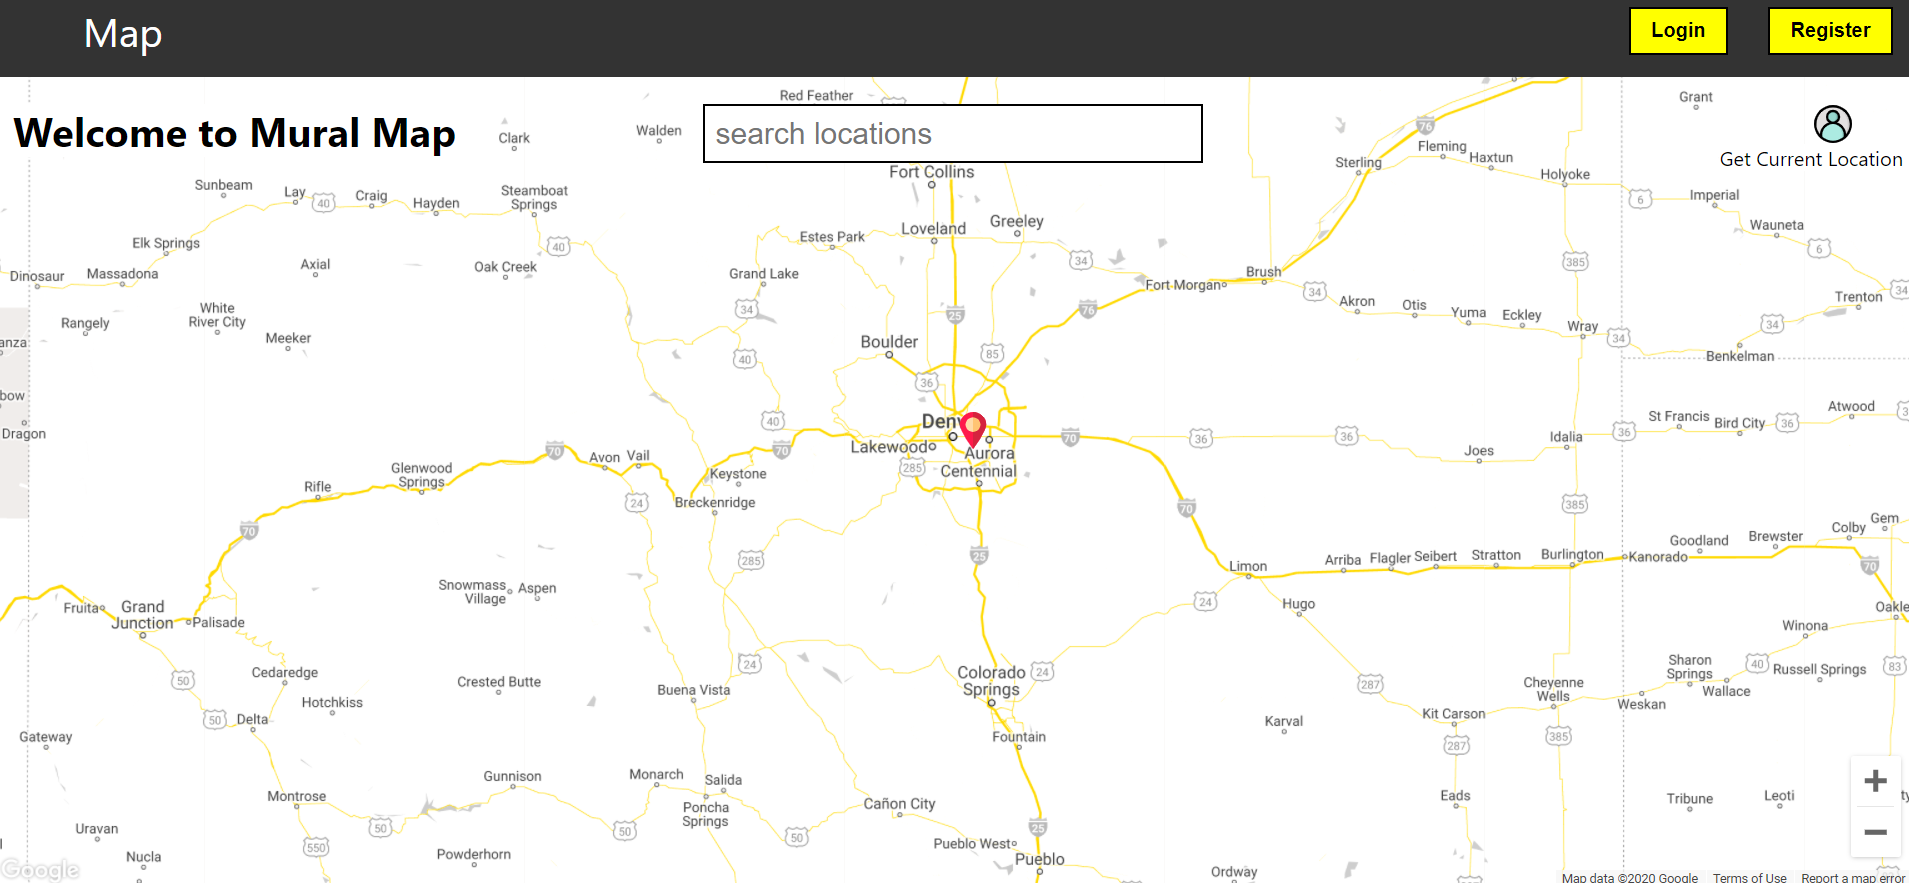 Map
Login
Register
Welcome to Mural Map
search locations
Get Current Location
Red Feather
Grant
Clark
Walden
76
Fleming
Haxtun
Sterling
Holyoke
Fort Collins
Sunbeam
Lay
40
Craig
Hayden
Steamboat
Springs
6
Imperial
Wauneta
Greeley
Loveland
Estes Park
Elk Springs
40
6
Axial
Oak Creek
Grand Lake
34
385
Dinosaur
Massadona
Brush
Fort Morgan
34
34
Trenton
White
River City
34
76
25
Akron
Otis
Yuma
Eckley
Wray
34
34
Rangely
Meeker
anza
Boulder
85
40
Benkelman
36
bow
Dragon
40
Lakewood
Aurora
Centennial
285
70
36
36
Idalia
36
St Francis
Bird City
36
Atwood
Joes
70
70
Avon
Vail
Keystone
Glenwood
Springs
Rifle
24
Breckenridge
70
385
70
285
25
Limon
Arriba
Flagler
Seibert
Stratton
Burlington
Kanorado
Goodland
Brewster
Colby
Gem
70
Snowmass
Village
Aspen
Fruita
Grand
Junction
Palisade
24
Hugo
Winona
50
Cedaredge
Crested Butte
Buena Vista
24
Colorado
Springs
24
287
Cheyenne
Wells
Sharon
Springs
40
Wallace
Russell Springs
83
Weskan
Hotchkiss
50
Delta
Gateway
Fountain
Karval
Kit Carson
287
385
Gunnison
Monarch
Salida
Poncha
Springs
Montrose
Cañon City
Eads
Tribune
Leoti
50
50
50
25
Uravan
550
Nucla
Powderhorn
Pueblo West
Pueblo
Ordway
Google
Map data ©2020 Google
Terms of Use
Report a map error